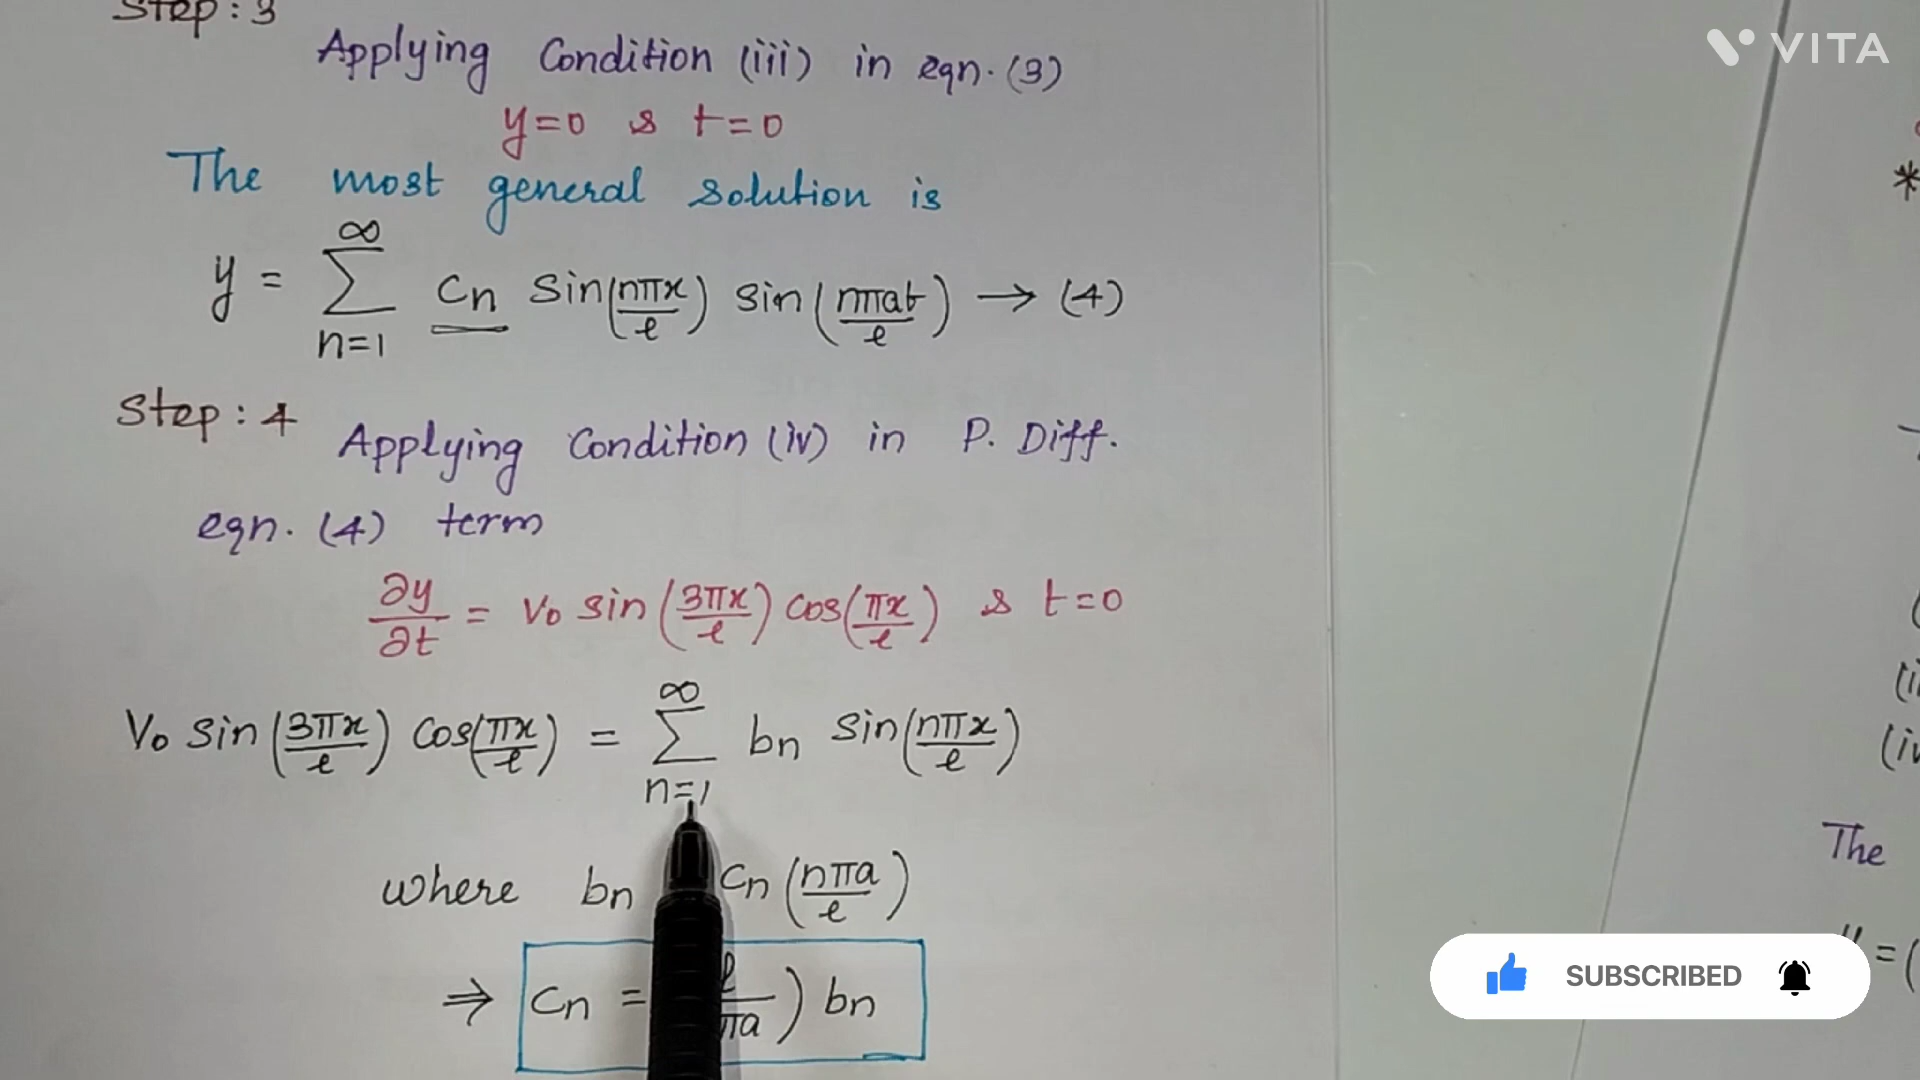 Step : 3
Applying Condition (iii) in eqn. (3)
y=0 & t=0
The most general solution is
y = ∑_{n=1}^{∞} cn Sin(nπx/l) sin(nπat/l) → (4)
Step : 4 Applying Condition (iv) in P. Diff.
eqn. (4) term
∂y/∂t = V₀ sin(3πx/l) cos(πx/l) & t=0
V₀ Sin(3πx/l) Cos(πx/l) = ∑_{n=1}^{∞} bn Sin(nπx/l)
where bn cn (nπa/l)
⇒ cn = l/πa) bn
VITA
*
(iv
The
= (
SUBSCRIBED